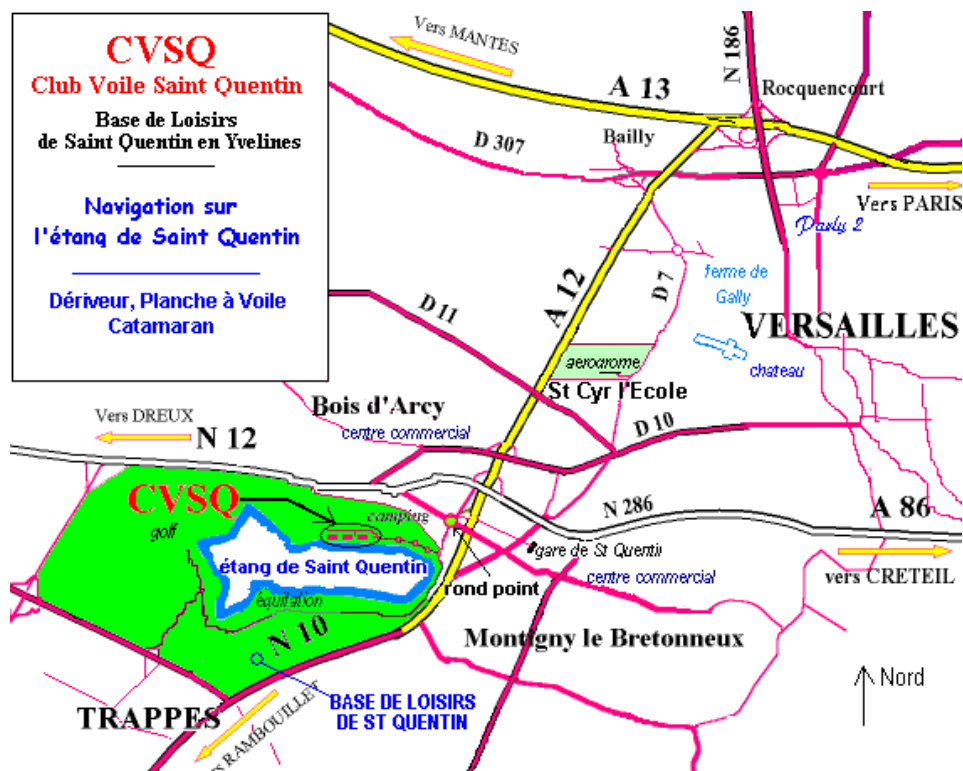 CVSQ
Club Voile Saint Quentin
Base de Loisirs
de Saint Quentin en Yvelines
Navigation sur
l'étang de Saint Quentin
Dériveur, Planche à Voile
Catamaran
Vers MANTES
A 13
N 186
Rocquencourt
Bailly
D 307
Vers PARIS
Parly 2
A 12
D 7
ferme de
Gally
D 11
VERSAILLES
aerodrome
chateau
St Cyr l'Ecole
Bois d'Arcy
centre commercial
D 10
Vers DREUX
N 12
CVSQ
camping
golf
N 286
A 86
gare de St Quentin
étang de Saint Quentin
rond point
centre commercial
vers CRETEIL
équitation
N 10
Montigny le Bretonneux
Nord
TRAPPES
BASE DE LOISIRS
DE ST QUENTIN
RAMBOUILLET